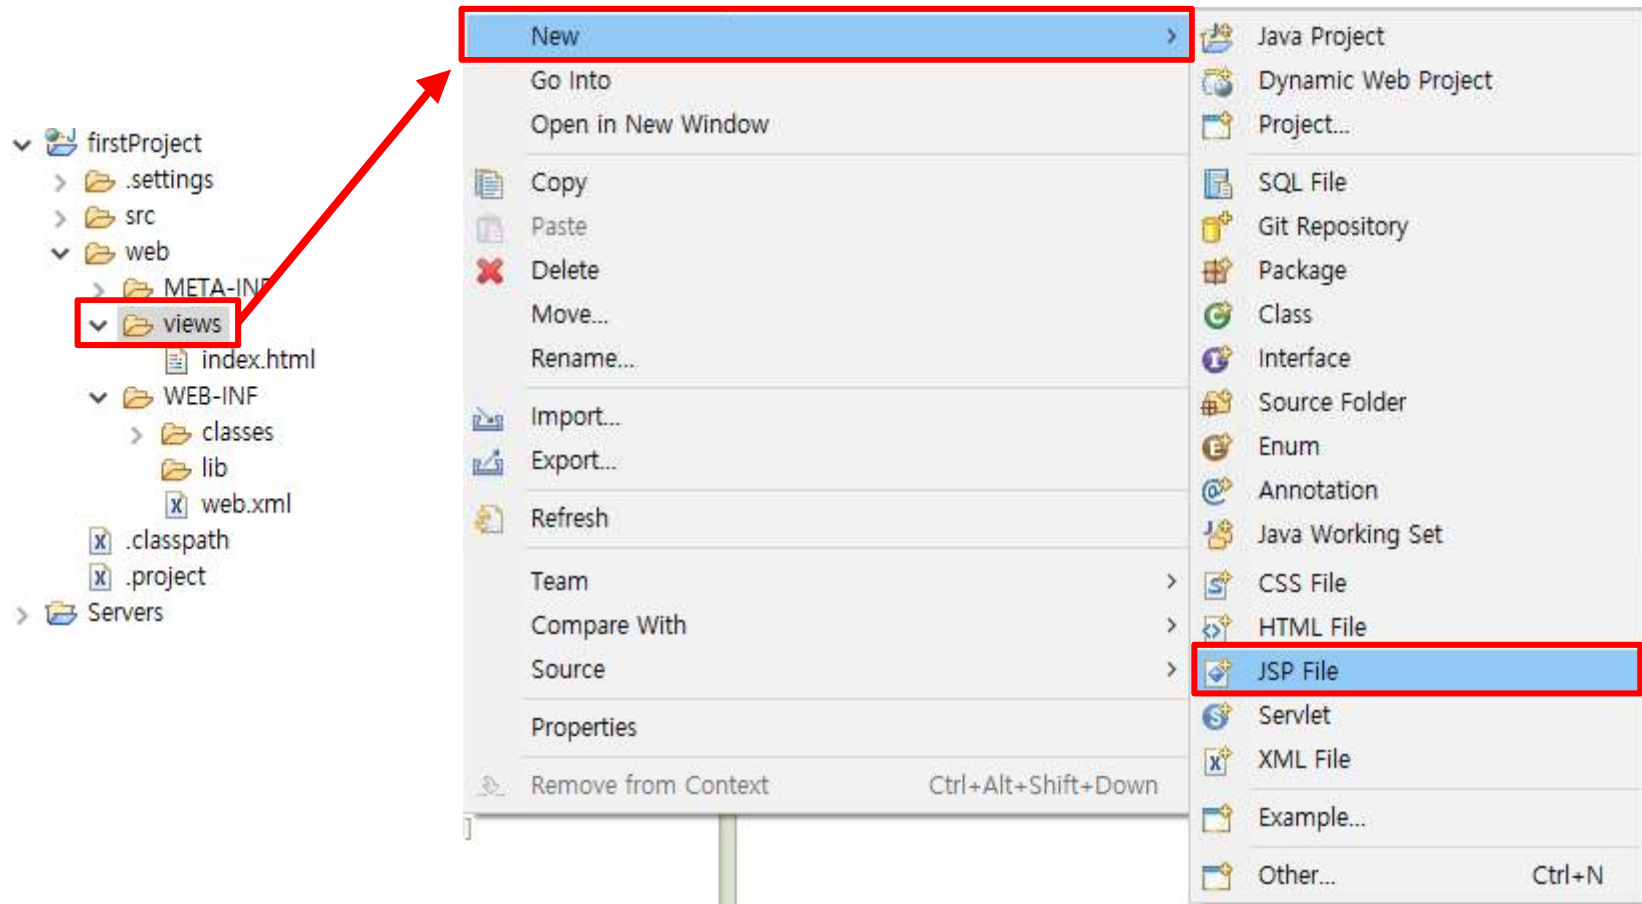 firstProject
.settings
src
web
META-INF
views
index.html
WEB-INF
classes
lib
web.xml
.classpath
.project
Servers
New
Go Into
Open in New Window
Copy
Paste
Delete
Move...
Rename...
Import...
Export...
Refresh
Team
Compare With
Source
Properties
Remove from Context Ctrl+Alt+Shift+Down
]
Java Project
Dynamic Web Project
Project...
SQL File
Git Repository
Package
Class
Interface
Source Folder
Enum
Annotation
Java Working Set
CSS File
HTML File
JSP File
Servlet
XML File
Example...
Other... Ctrl+N